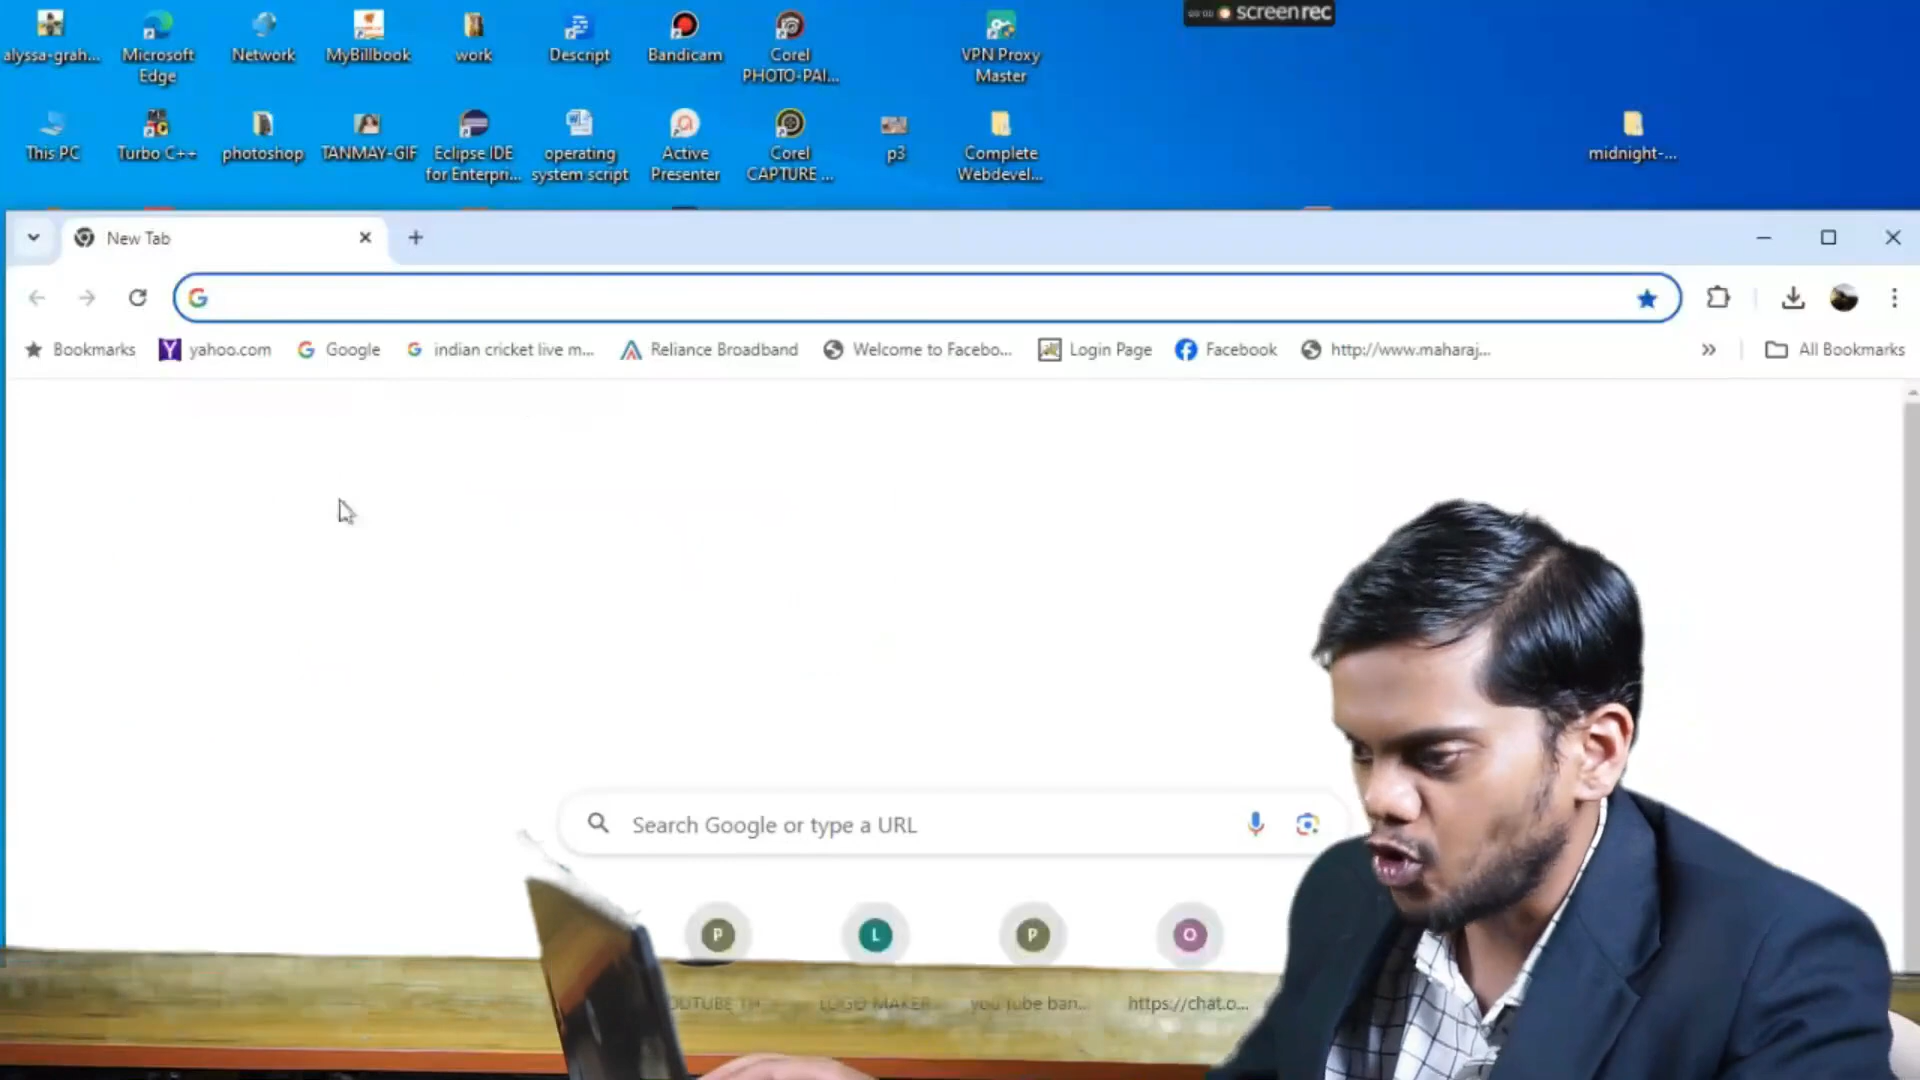 screenrec
alyssa-grah...
Microsoft
Edge
Network
MyBillbook
work
Descript
Bandicam
Corel
PHOTO-PAI...
VPN Proxy
Master
This PC
Turbo C++
photoshop
TANMAY-GIF
Eclipse IDE
for Enterpri...
operating
system script
Active
Presenter
Corel
CAPTURE ...
p3
Complete
Webdevel...
midnight-...
New Tab
Bookmarks
yahoo.com
Google
indian cricket live m...
Reliance Broadband
Welcome to Facebo...
Login Page
Facebook
http://www.maharaj...
»
All Bookmarks
Search Google or type a URL
P
L
P
O
LOGO MAKER...
you tube ban...
https://chat.o...